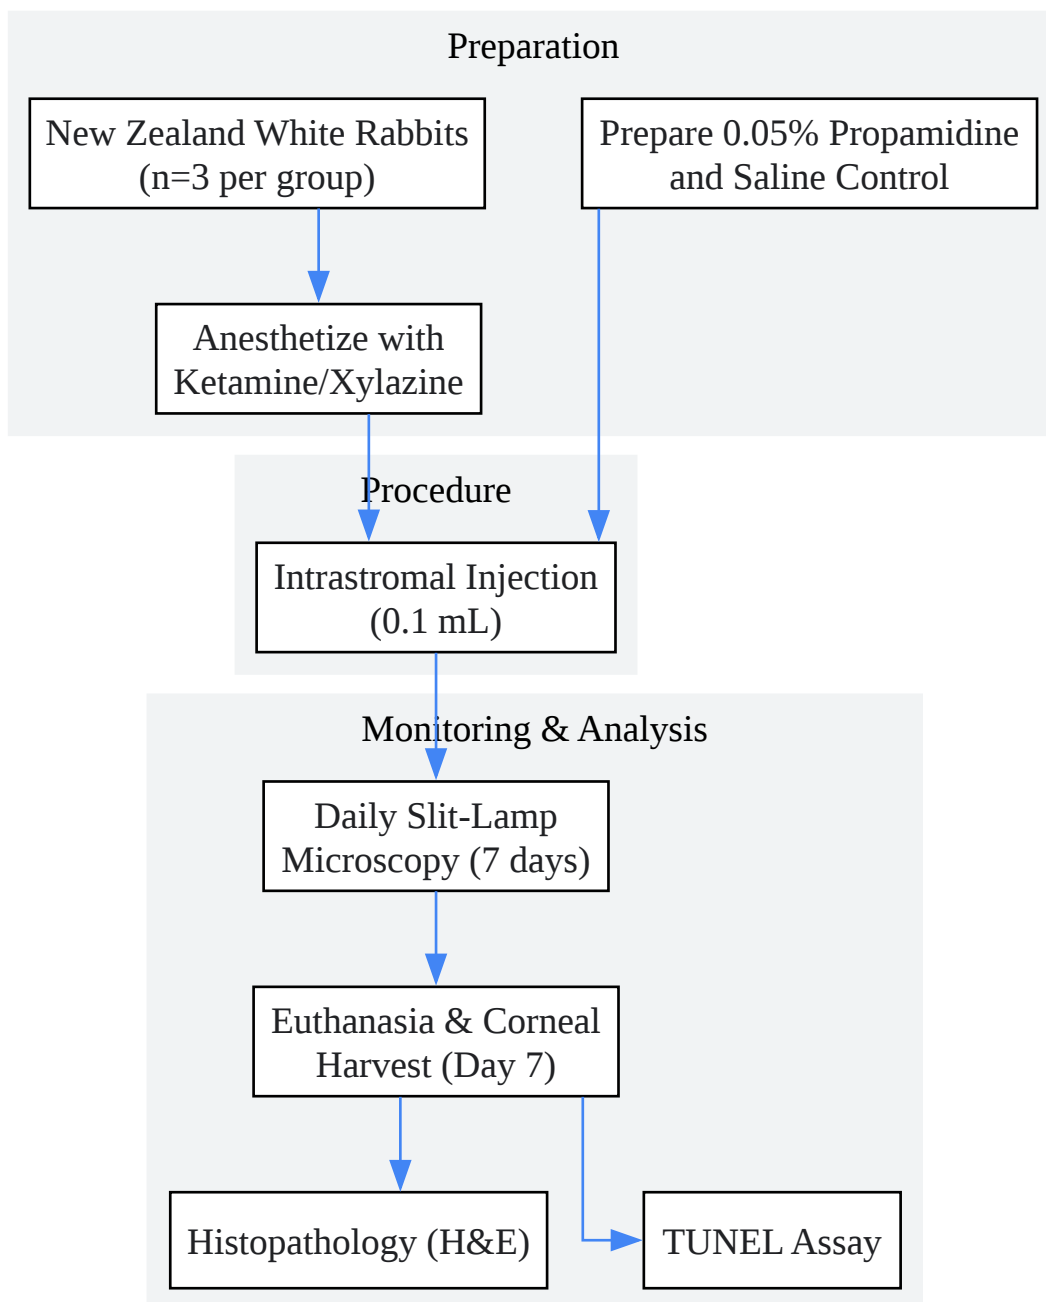 Preparation
New Zealand White Rabbits
(n=3 per group)
Prepare 0.05% Propamidine
and Saline Control
Anesthetize with
Ketamine/Xylazine
Procedure
Intrastromal Injection
(0.1 mL)
Monitoring & Analysis
Daily Slit-Lamp
Microscopy (7 days)
Euthanasia & Corneal
Harvest (Day 7)
Histopathology (H&E)
TUNEL Assay